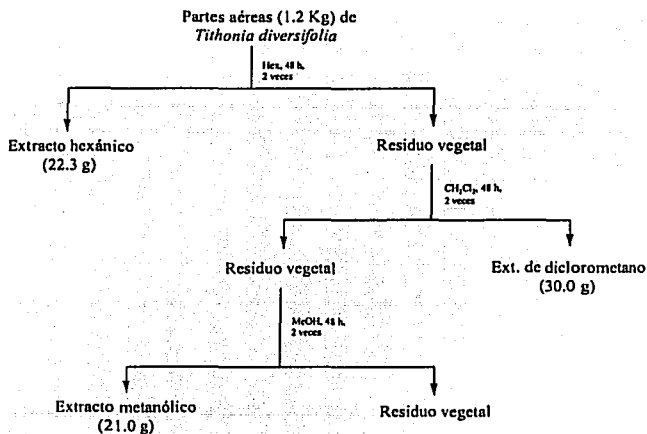 Partes aéreas (1.2 Kg) de
Tithonia diversifolia
Hex, 48 h,
2 veces
Extracto hexánico
(22.3 g)
Residuo vegetal
CH₂Cl₂, 48 h,
2 veces
Residuo vegetal
Ext. de diclorometano
(30.0 g)
MeOH, 48 h,
2 veces
Extracto metanólico
(21.0 g)
Residuo vegetal